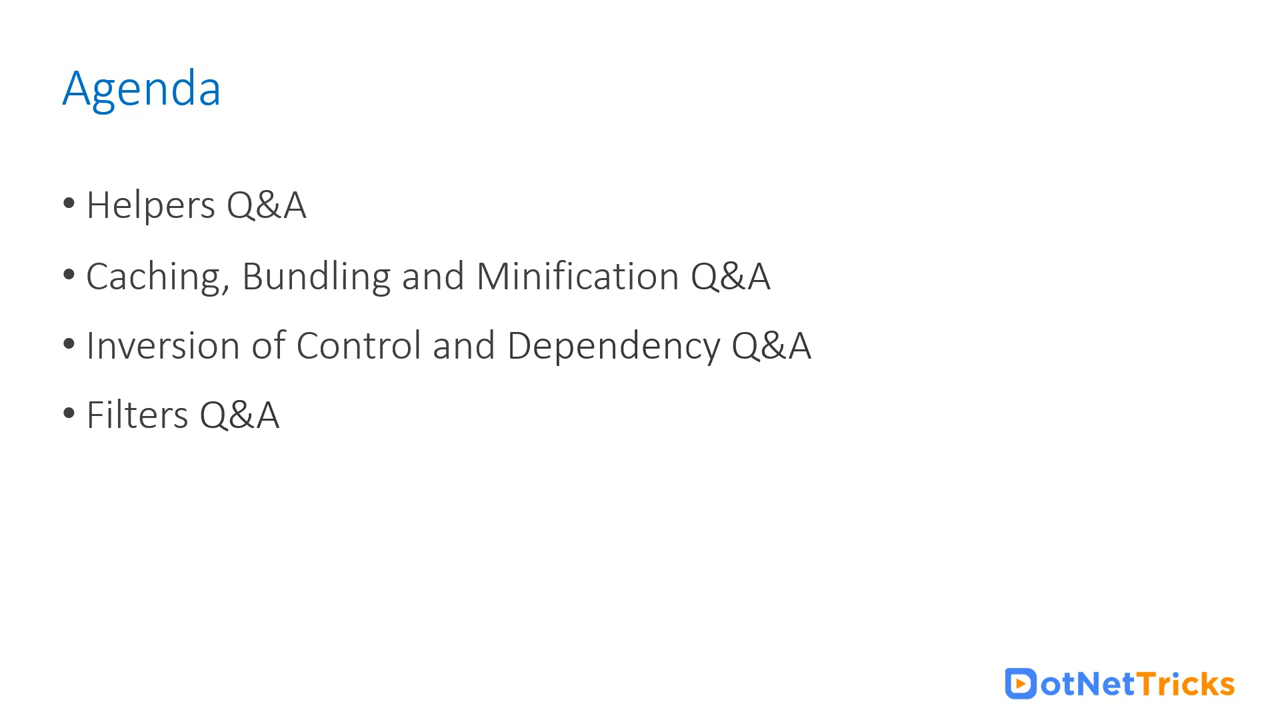 Agenda
• Helpers Q&A
• Caching, Bundling and Minification Q&A
• Inversion of Control and Dependency Q&A
• Filters Q&A
DotNetTricks